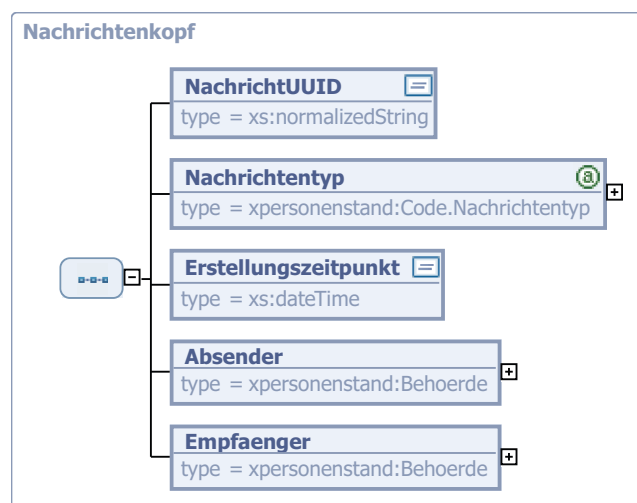 Nachrichtenkopf
NachrichtUUID
type = xs:normalizedString
Nachrichtentyp
type = xpersonenstand:Code.Nachrichtentyp
Erstellungszeitpunkt
type = xs:dateTime
Absender
type = xpersonenstand:Behoerde
Empfaenger
type = xpersonenstand:Behoerde